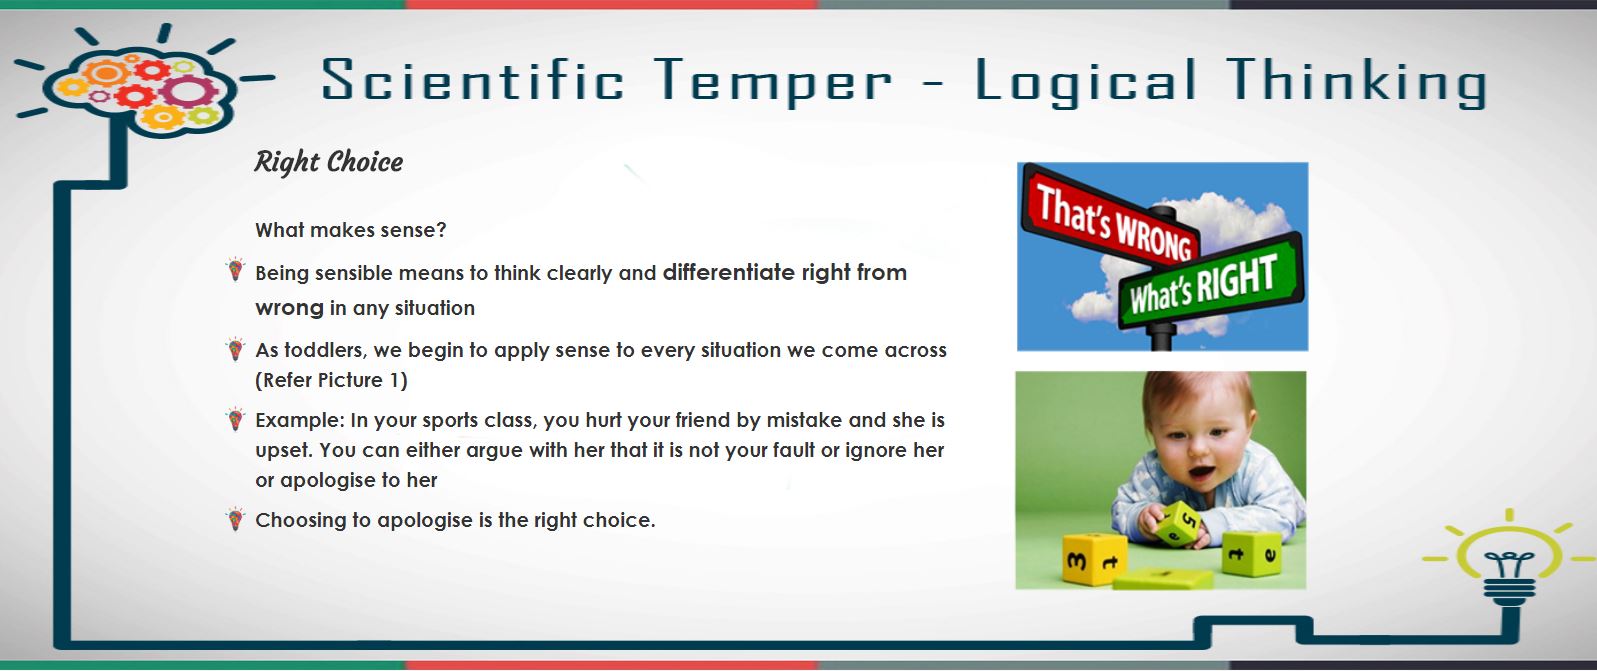 Scientific Temper - Logical Thinking
Right Choice
What makes sense?
Being sensible means to think clearly and differentiate right from
wrong in any situation
As toddlers, we begin to apply sense to every situation we come across
(Refer Picture 1)
Example: In your sports class, you hurt your friend by mistake and she is
upset. You can either argue with her that it is not your fault or ignore her
or apologise to her
Choosing to apologise is the right choice.
That's WRONG
What's RIGHT
5
e
3 t
t e